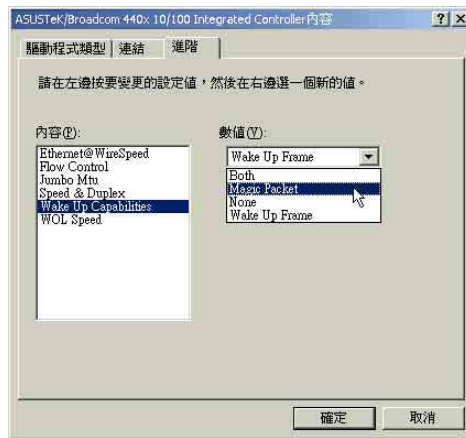 ASUSTeK/Broadcom 440x 10/100 Integrated Controller內容
驅動程式類型 連結 進階
請在左邊按要變更的設定值，然後在右邊選一個新的值。
內容(P):
Ethernet@WireSpeed
Flow Control
Jumbo Mtu
Speed & Duplex
Wake Up Capabilities
WOL Speed
數值(V):
Wake Up Frame
Both
Magic Packet
None
Wake Up Frame
確定 取消